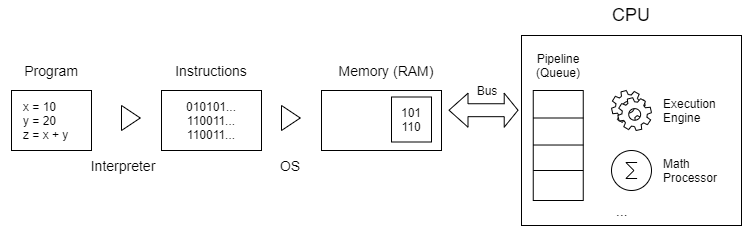 CPU
Program
Instructions
Memory (RAM)
Pipeline
(Queue)
x = 10
y = 20
z = x + y
010101...
110011...
110011...
101
110
Bus
Execution
Engine
Interpreter
OS
Σ
Math
Processor
...